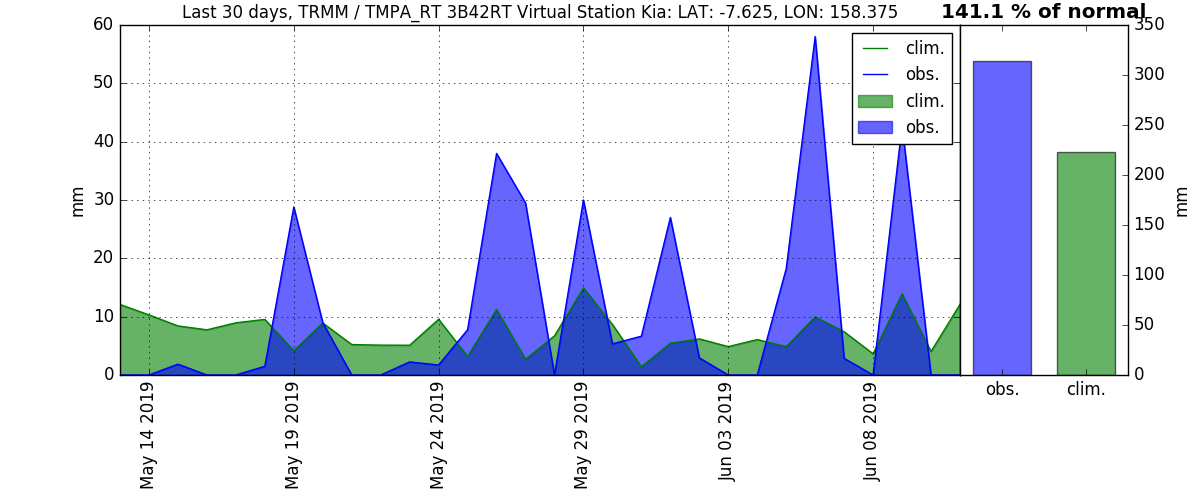 Last 30 days, TRMM / TMPA_RT 3B42RT Virtual Station Kia: LAT: -7.625, LON: 158.375
141.1 % of normal
60
50
40
30
20
10
0
mm
clim.
obs.
clim.
obs.
May 14 2019
May 19 2019
May 24 2019
May 29 2019
Jun 03 2019
Jun 08 2019
350
300
250
200
150
100
50
0
mm
obs.
clim.